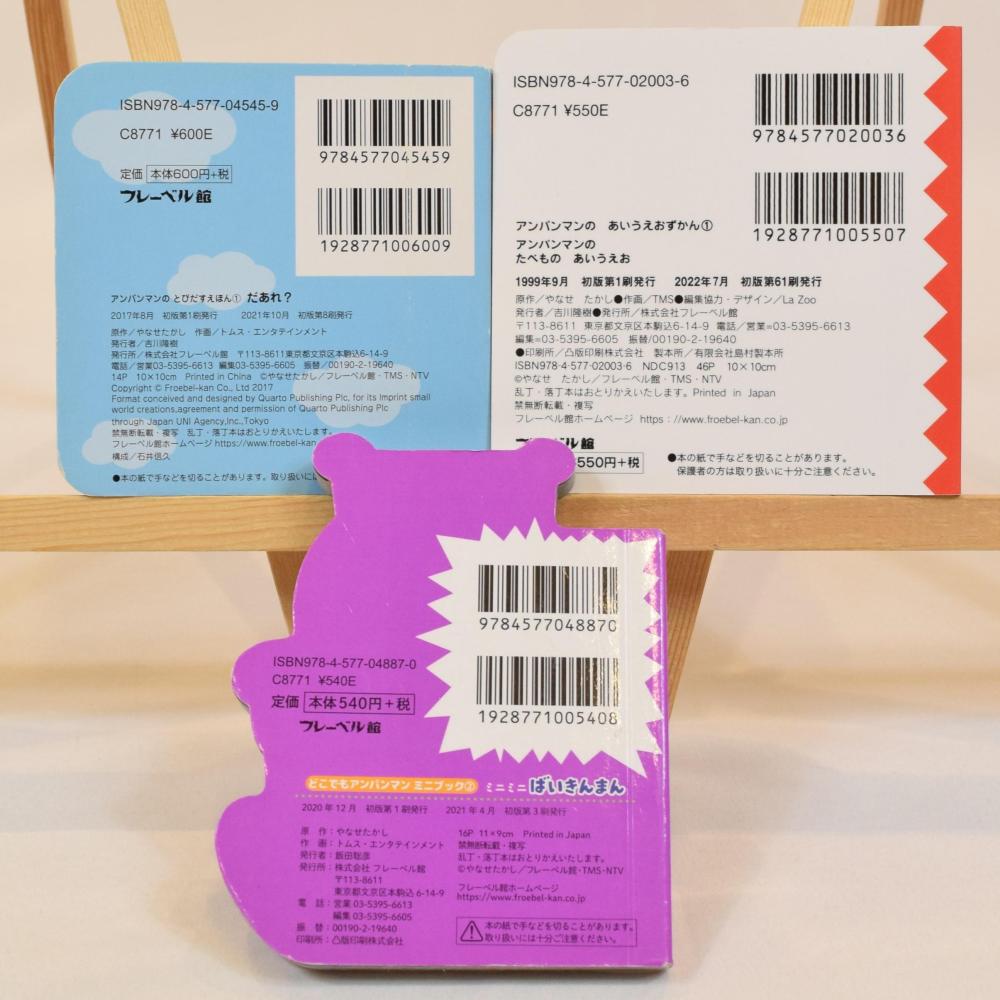 ISBN978-4-577-04545-9
C8771 ¥600E
9784577045459
1928771006009
定価 本体600円+税
フレーベル館
アンパンマンの とびだすえほん① だあれ?
2017年8月 初版第1刷発行 2021年10月 初版第8刷発行
原作/やなせたかし 作画/トムス・エンタテインメント
発行者/吉川隆樹
発行所/株式会社フレーベル館 〒113-8611東京都文京区本駒込6-14-9
電話/営業03-5395-6613 編集03-5395-6605 振替/00190-2-19640
14P 10×10cm Printed in China ©やなせたかし/フレーベル館・TMS・NTV
Copyright © Froebel-kan Co., Ltd 2017
Format conceived and designed by Quarto Publishing Plc, for its Imprint small
world creations,agreement and permission of Quarto Publishing Plc
through Japan UNI Agency,Inc.,Tokyo
禁無断転載・複写 乱丁・落丁本はおとりかえいたします。
フレーベル館ホームページ https://www.froebel-kan
構成/石井信久
●本の紙で手などを切ることがあります。取り扱い
ISBN978-4-577-02003-6
C8771 ¥550E
9784577020036
1928771005507
アンパンマンの あいうえおずかん①
アンパンマンの
たべもの あいうえお
1999年9月 初版第1刷発行 2022年7月 初版第61刷発行
原作/やなせ たかし●作画/TMS●編集協力・デザイン/La Zoo
発行者/吉川隆樹●発行所/株式会社フレーベル館
〒113-8611 東京都文京区本駒込6-14-9 電話/営業=03-5395-6613
編集=03-5395-6605 振替/00190-2-19640
●印刷所/凸版印刷株式会社 製本所/有限会社島村製本所
ISBN978-4-577-02003-6 NDC913 46P 10×10cm
©やなせ たかし/フレーベル館・TMS・NTV
乱丁・落丁本はおとりかえいたします。Printed in Japan
禁無断転載・複写
フレーベル館ホームページ https://www.froebel-kan.co.jp
フレーベル館
550円+税
●本の紙で手などを切ることがありますので、
保護者の方は取り扱いに十分ご注意ください。
9784577048870
1928771005408
ISBN978-4-577-04887-0
C8771 ¥540E
定価 本体540円+税
フレーベル館
どこでもアンパンマン ミニブック② ミニミニ ばいきんまん
2020年12月 初版第1刷発行 2021年4月 初版第3刷発行
原作:やなせたかし
作画:トムス・エンタテインメント
発行者:飯田聡彦
発行所:株式会社 フレーベル館
〒113-8611
東京都文京区本駒込6-14-9
電話:営業 03-5395-6613
編集 03-5395-6605
振替:00190-2-19640
印刷所:凸版印刷株式会社
16P 11×9cm Printed in Japan
禁無断転載・複写
乱丁・落丁本はおとりかえいたします。
©やなせたかし/フレーベル館・TMS・NTV
フレーベル館ホームページ
https://www.froebel-kan.co.jp
本の紙で手などを切ることがありますので、
取り扱いには十分ご注意ください。